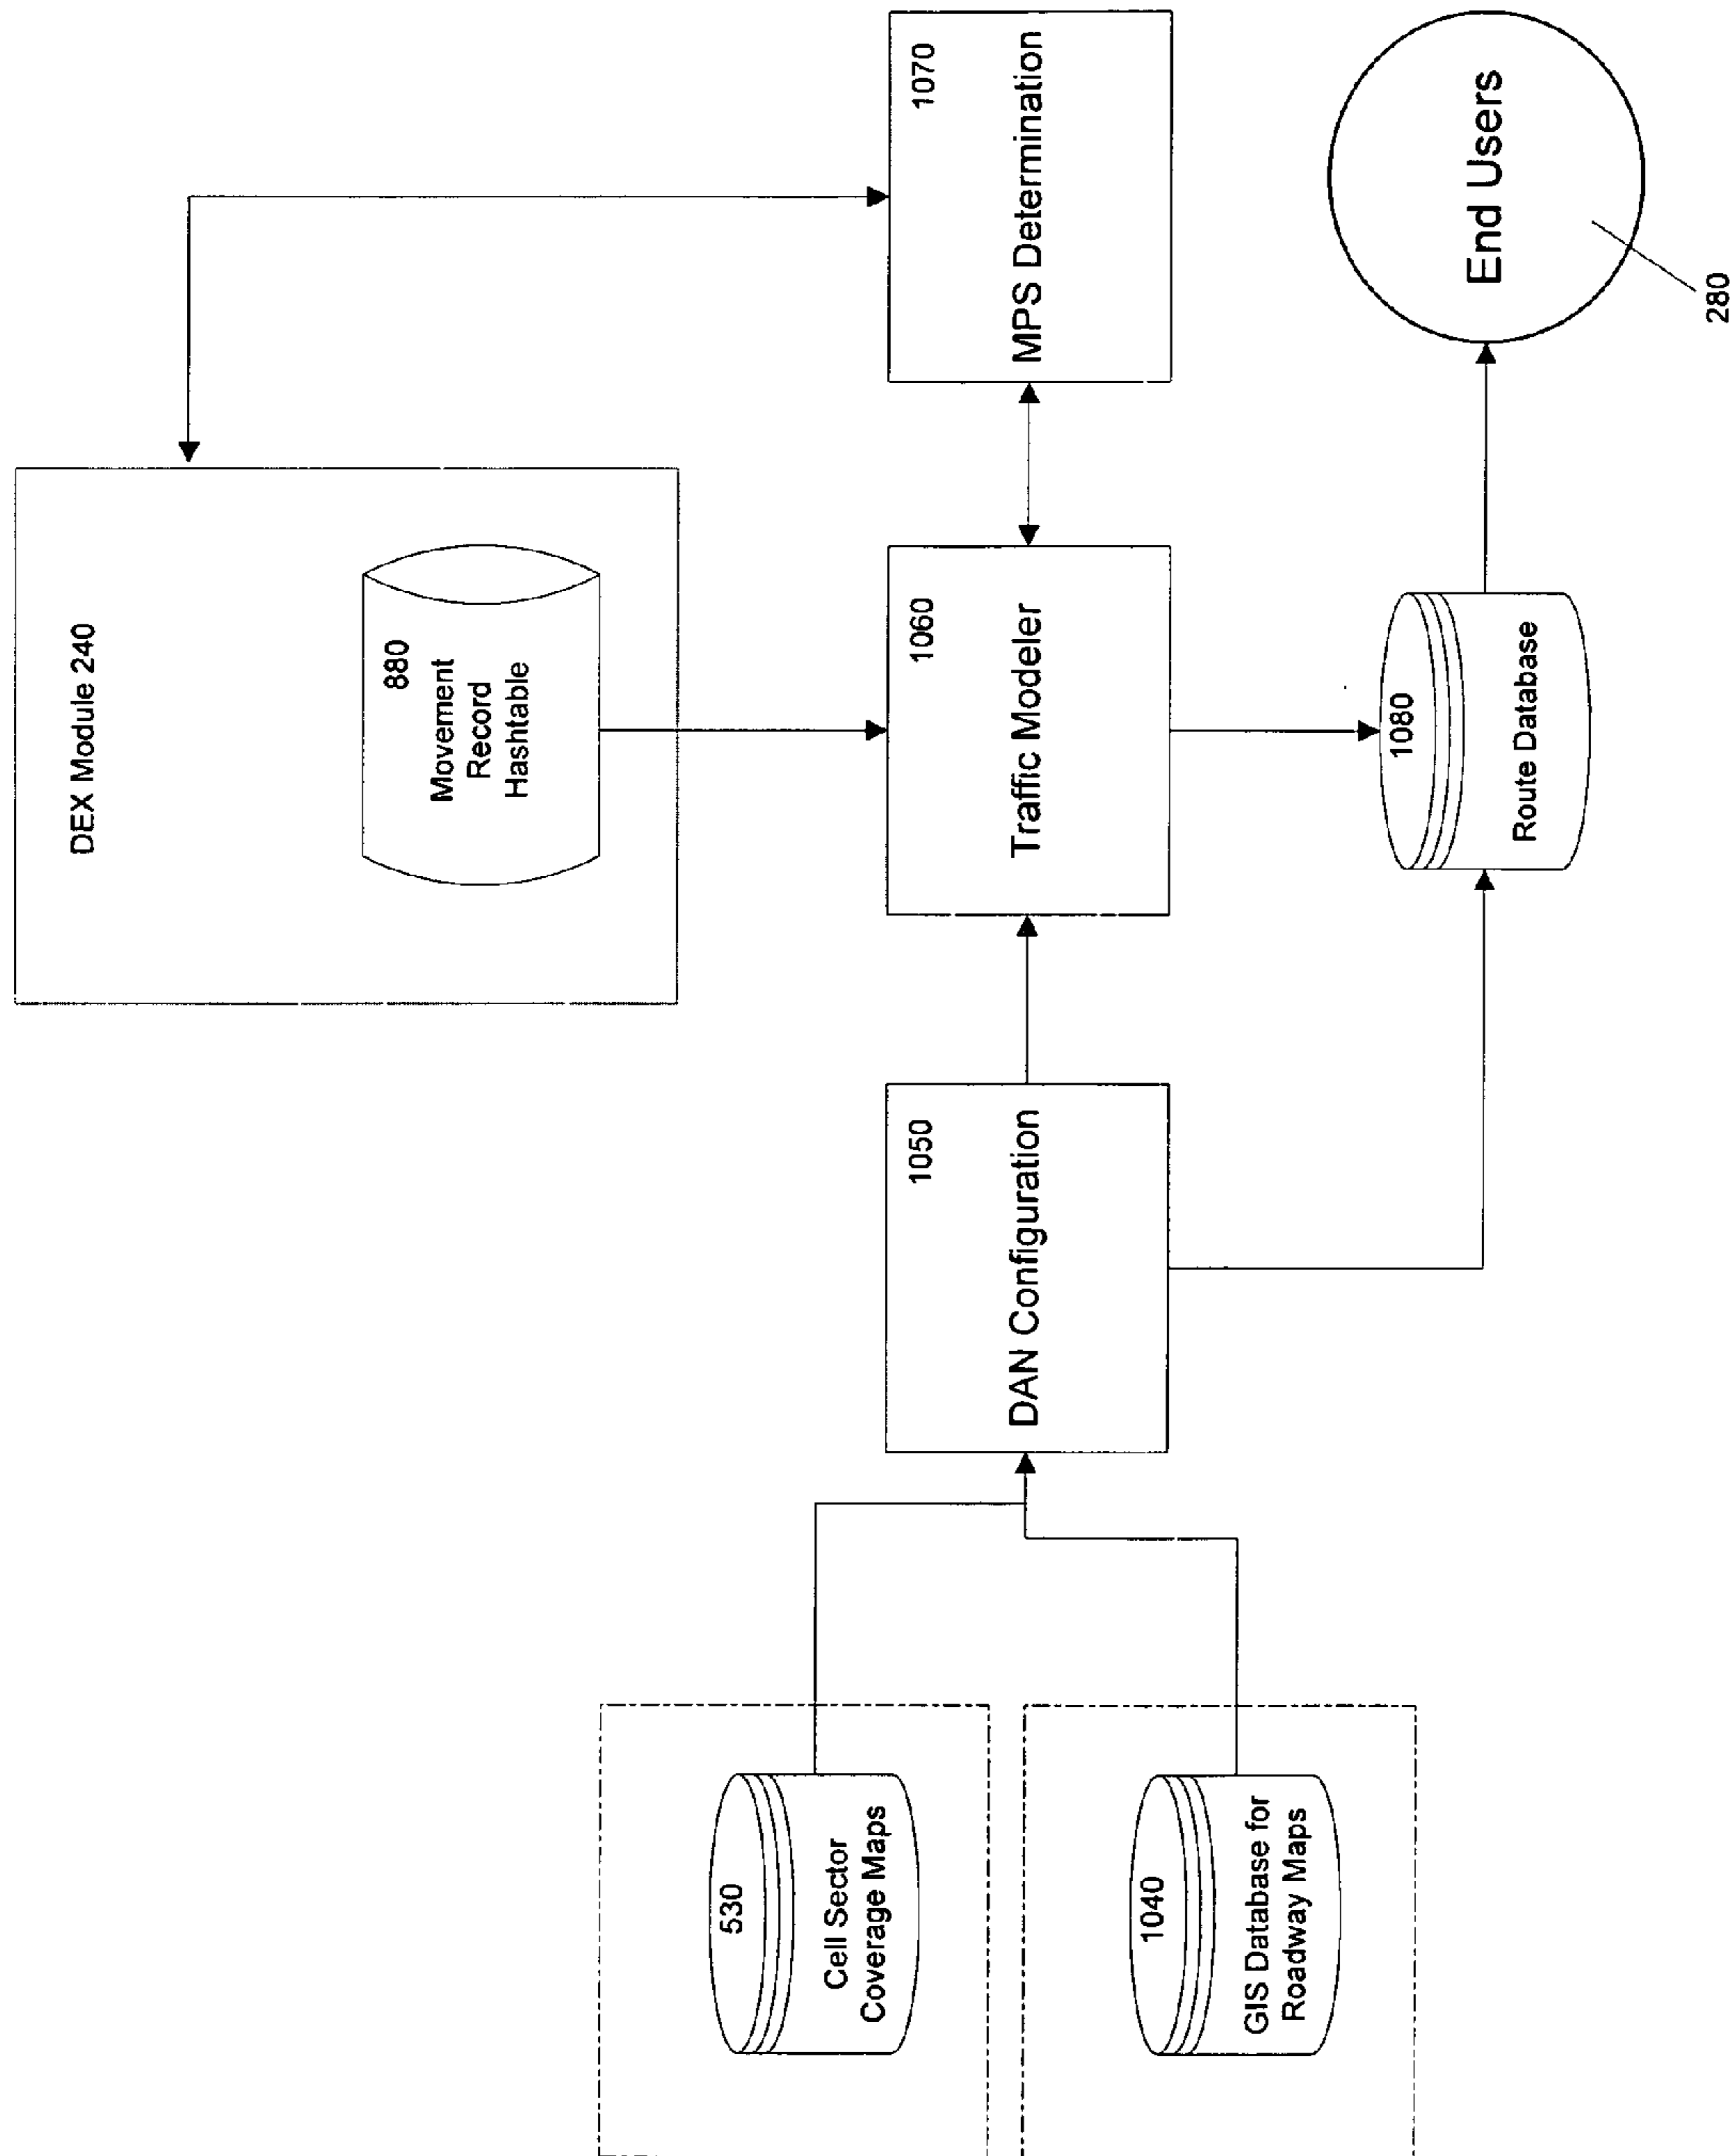 DEX Module 240
880
Movement
Record
Hashtable
530
Cell Sector
Coverage Maps
1050
DAN Configuration
1060
Traffic Modeler
1070
MPS Determination
1040
GIS Database for
Roadway Maps
1080
Route Database
End Users
280